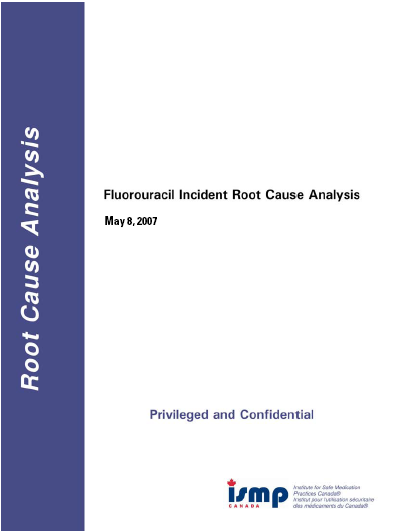 Root Cause Analysis
Fluorouracil Incident Root Cause Analysis
May 8, 2007
Privileged and Confidential
ismp
CANADA
Institute for Safe Medication
Practices Canada®
Institut pour l'utilisation sécuritaire
des médicaments du Canada®